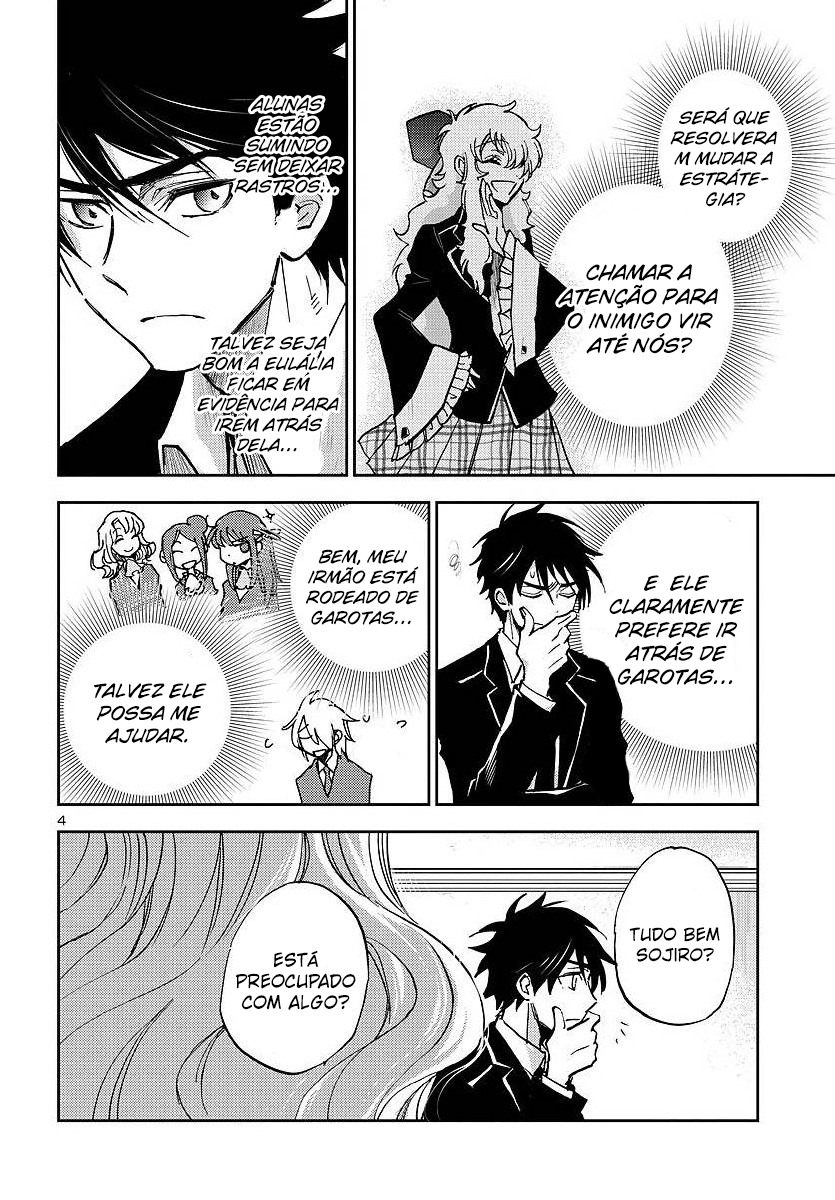 SERÁ QUE
RESOLVERA
M MUDAR A
ESTRÁTE-
GIA?
CHAMAR A
ATENÇÃO PARA
O INIMIGO VIR
ATÉ NÓS?
ALUNAS
ESTÃO
SUMINDO
SEM DEIXAR
RASTROS...
TALVEZ SEJA
BOM A EULÁLIA
FICAR EM
EVIDÊNCIA PARA
IREM ATRÁS
DELA...
E ELE
CLARAMENTE
PREFERE IR
ATRÁS DE
GAROTAS...
BEM, MEU
IRMÃO ESTÁ
RODEADO DE
GAROTAS...
TALVEZ ELE
POSSA ME
AJUDAR.
4
TUDO BEM
SOJIRO?
ESTÁ
PREOCUPADO
COM ALGO?